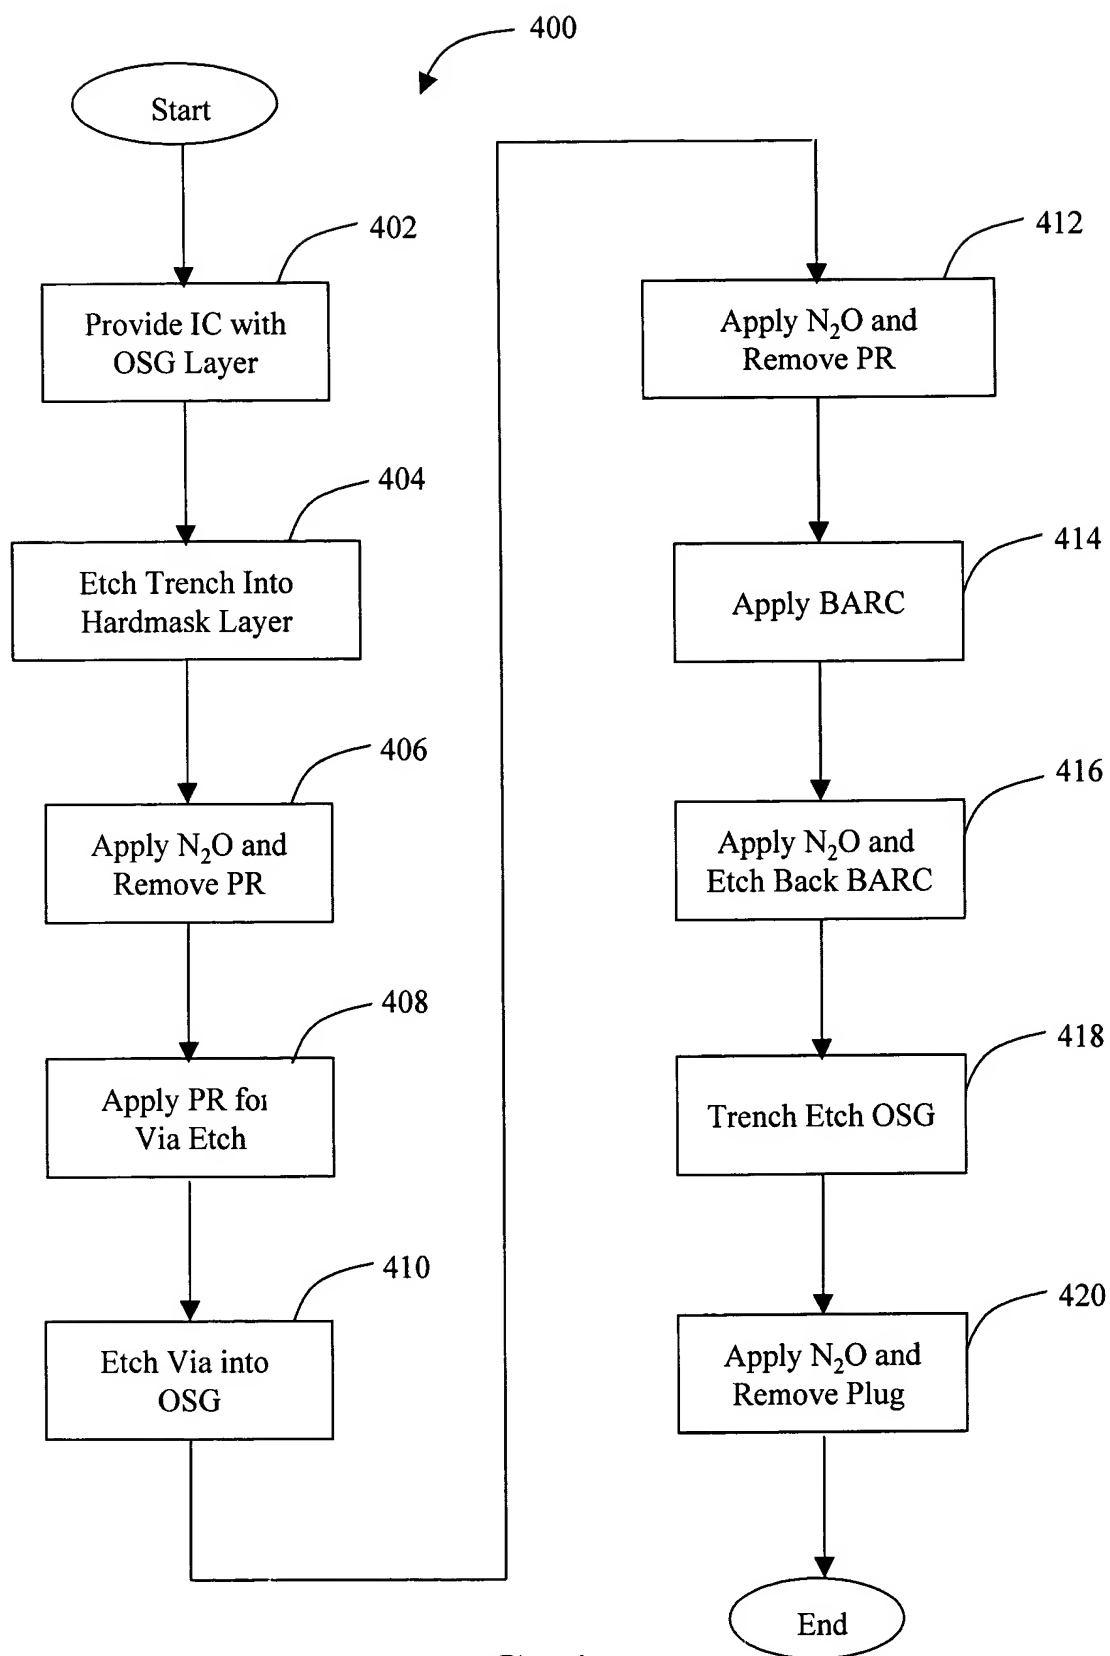 400
Start
402
Provide IC with
OSG Layer
404
Etch Trench Into
Hardmask Layer
406
Apply N₂O and
Remove PR
408
Apply PR for
Via Etch
410
Etch Via into
OSG
412
Apply N₂O and
Remove PR
414
Apply BARC
416
Apply N₂O and
Etch Back BARC
418
Trench Etch OSG
420
Apply N₂O and
Remove Plug
End